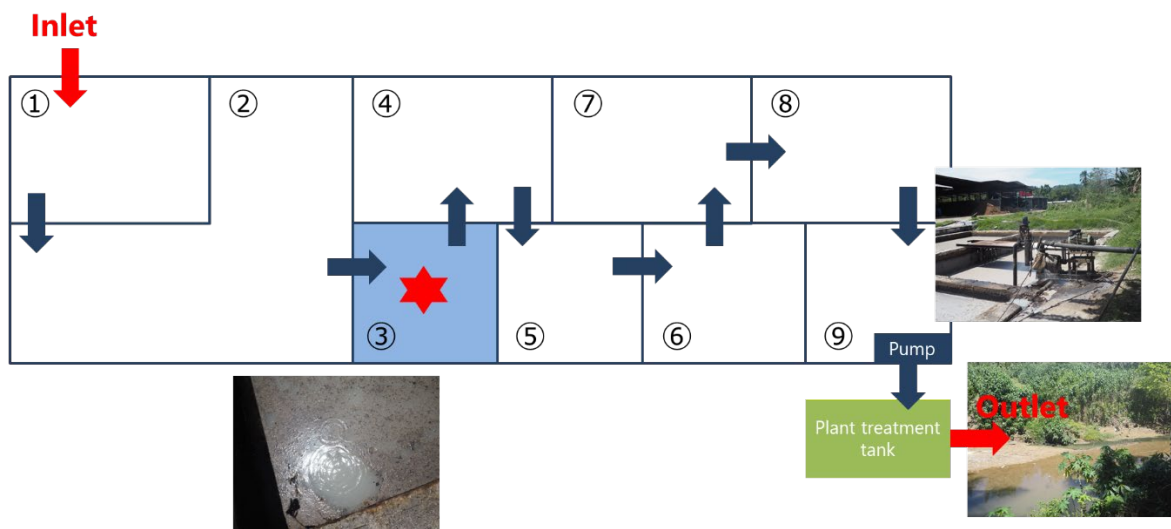 Inlet
①
②
④
⑦
⑧
③
⑤
⑥
⑨
Pump
Plant treatment
tank
Outlet